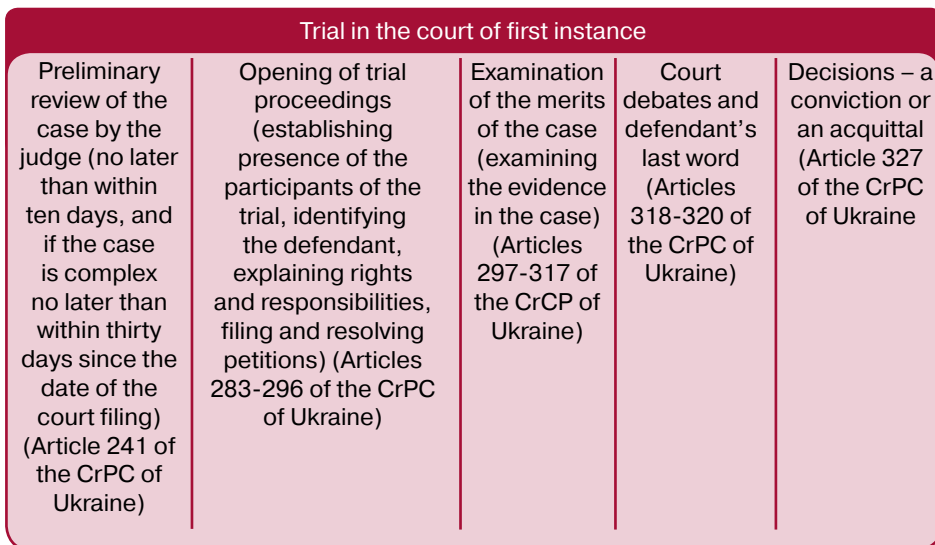 Trial in the court of first instance
Preliminary
review of the
case by the
judge (no later
than within
ten days, and
if the case
is complex
no later than
within thirty
days since the
date of the
court filing)
(Article 241 of
the CrPC of
Ukraine)
Opening of trial
proceedings
(establishing
presence of the
participants of the
trial, identifying
the defendant,
explaining rights
and responsibilities,
filing and resolving
petitions) (Articles
283-296 of the CrPC
of Ukraine)
Examination
of the merits
of the case
(examining
the evidence
in the case)
(Articles
297-317 of
the CrCP of
Ukraine)
Court
debates and
defendant’s
last word
(Articles
318-320 of
the CrPC of
Ukraine)
Decisions – a
conviction or
an acquittal
(Article 327
of the CrPC
of Ukraine